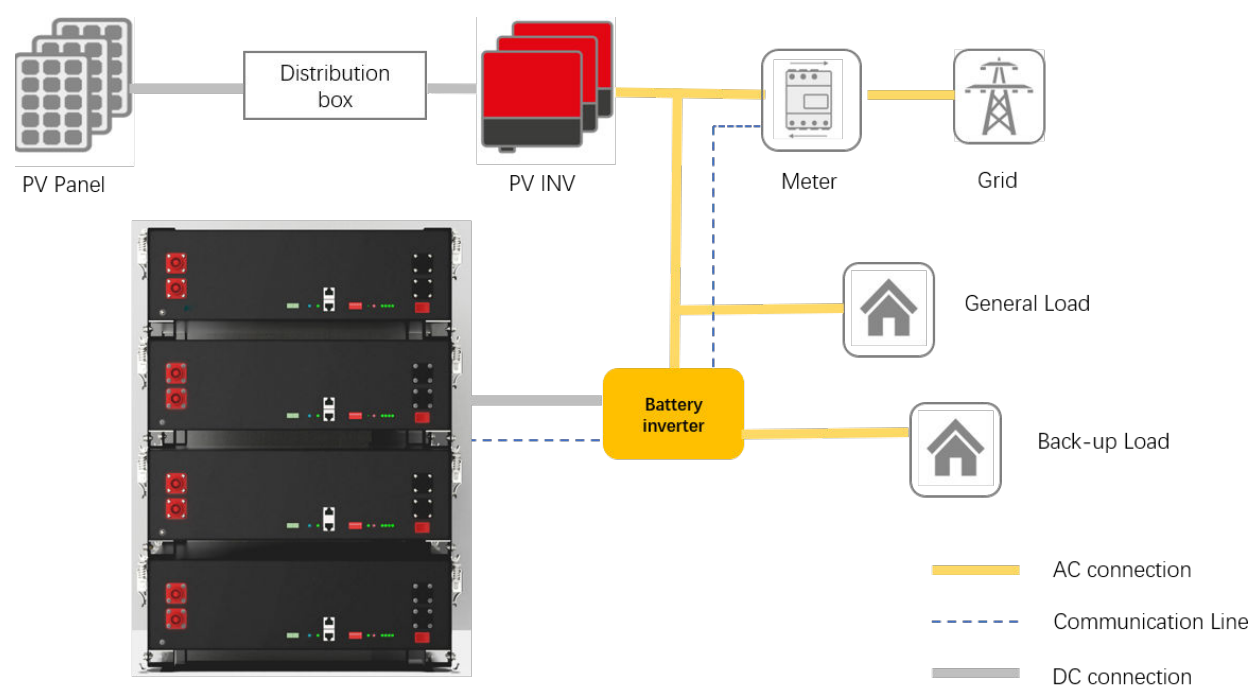 Distribution
box
PV Panel
PV INV
Meter
Grid
General Load
Battery
inverter
Back-up Load
AC connection
Communication Line
DC connection